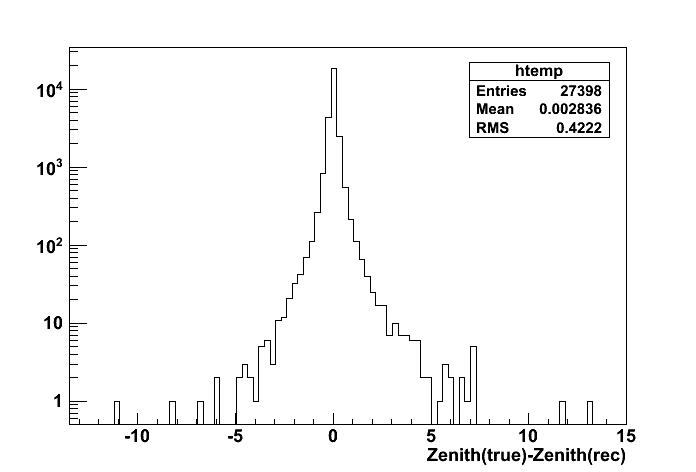 htemp
Entries 27398
Mean 0.002836
RMS 0.4222
10⁴
10³
10²
10
1
-10 -5 0 5 10 15
Zenith(true)-Zenith(rec)